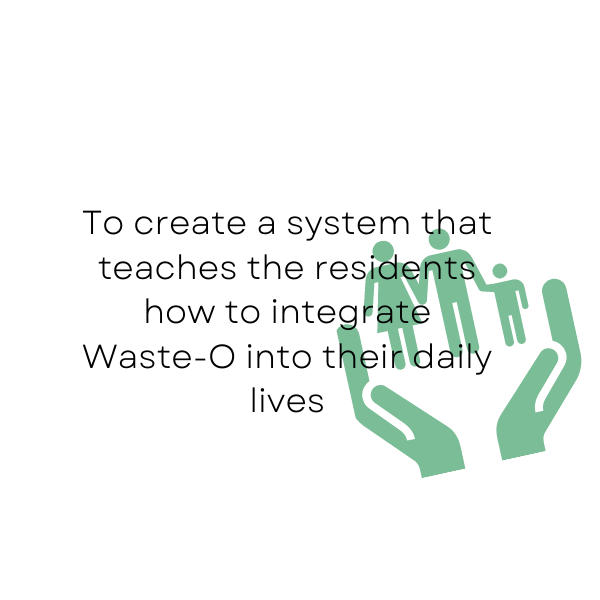 To create a system that
teaches the residents
how to integrate
Waste-O into their daily
lives